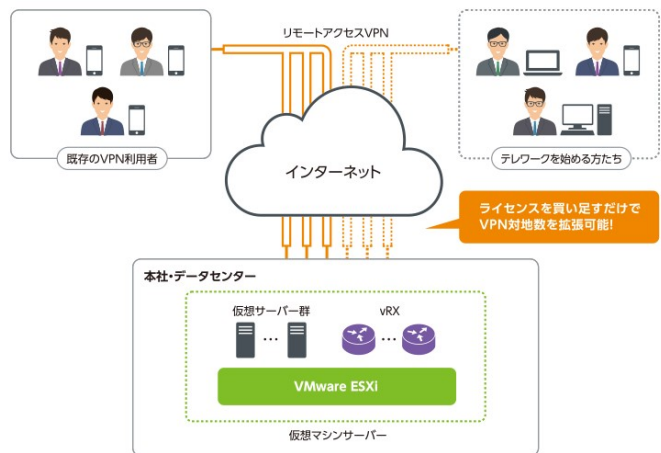 リモートアクセスVPN
既存のVPN利用者
テレワークを始める方たち
インターネット
ライセンスを買い足すだけで
VPN対地数を拡張可能!
本社・データセンター
仮想サーバー群
vRX
… …
VMware ESXi
仮想マシンサーバー